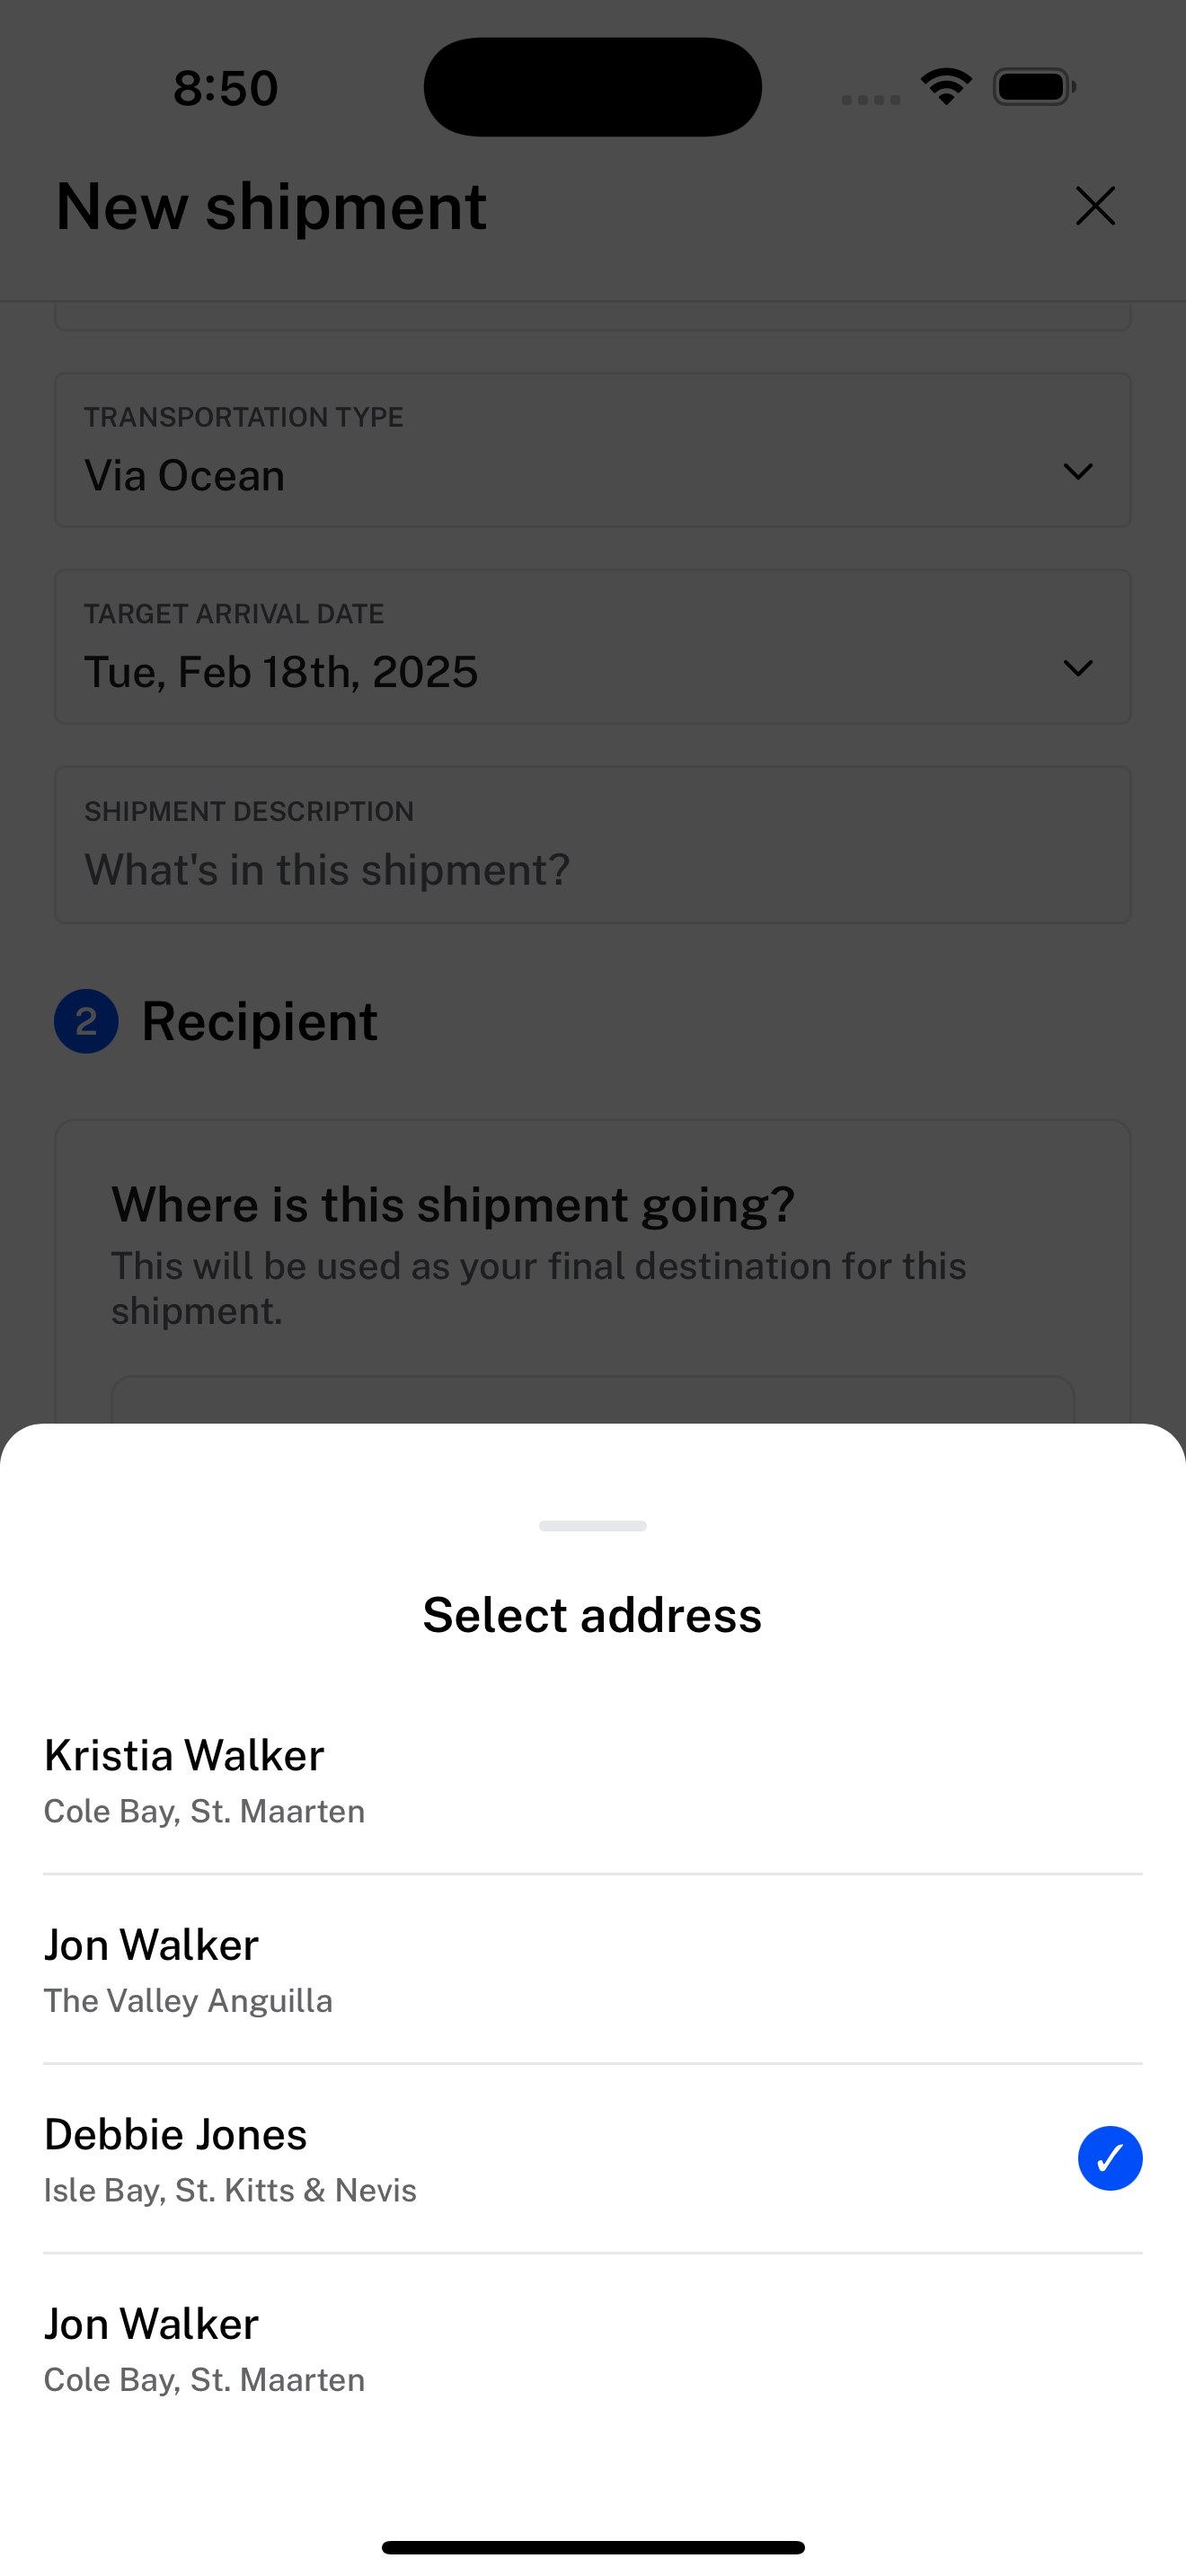 8:50
New shipment
TRANSPORTATION TYPE
Via Ocean
TARGET ARRIVAL DATE
Tue, Feb 18th, 2025
SHIPMENT DESCRIPTION
What's in this shipment?
2 Recipient
Where is this shipment going?
This will be used as your final destination for this
shipment.
Select address
Kristia Walker
Cole Bay, St. Maarten
Jon Walker
The Valley Anguilla
Debbie Jones
Isle Bay, St. Kitts & Nevis
Jon Walker
Cole Bay, St. Maarten